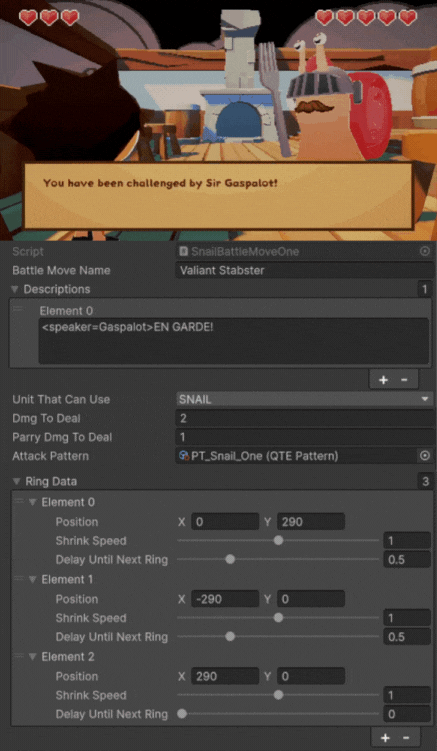 You have been challenged by Sir Gaspalot!
Script SnailBattleMoveOne
Battle Move Name Valiant Stabster
Descriptions 1
Element 0
<speaker=Gaspalot>EN GARDE!
+ -
Unit That Can Use SNAIL
Dmg To Deal 2
Parry Dmg To Deal 1
Attack Pattern PT_Snail_One (QTE Pattern)
Ring Data 3
Element 0
Position X 0 Y 290
Shrink Speed 1
Delay Until Next Ring 0.5
Element 1
Position X -290 Y 0
Shrink Speed 1
Delay Until Next Ring 0.5
Element 2
Position X 290 Y 0
Shrink Speed 1
Delay Until Next Ring 0
+ -